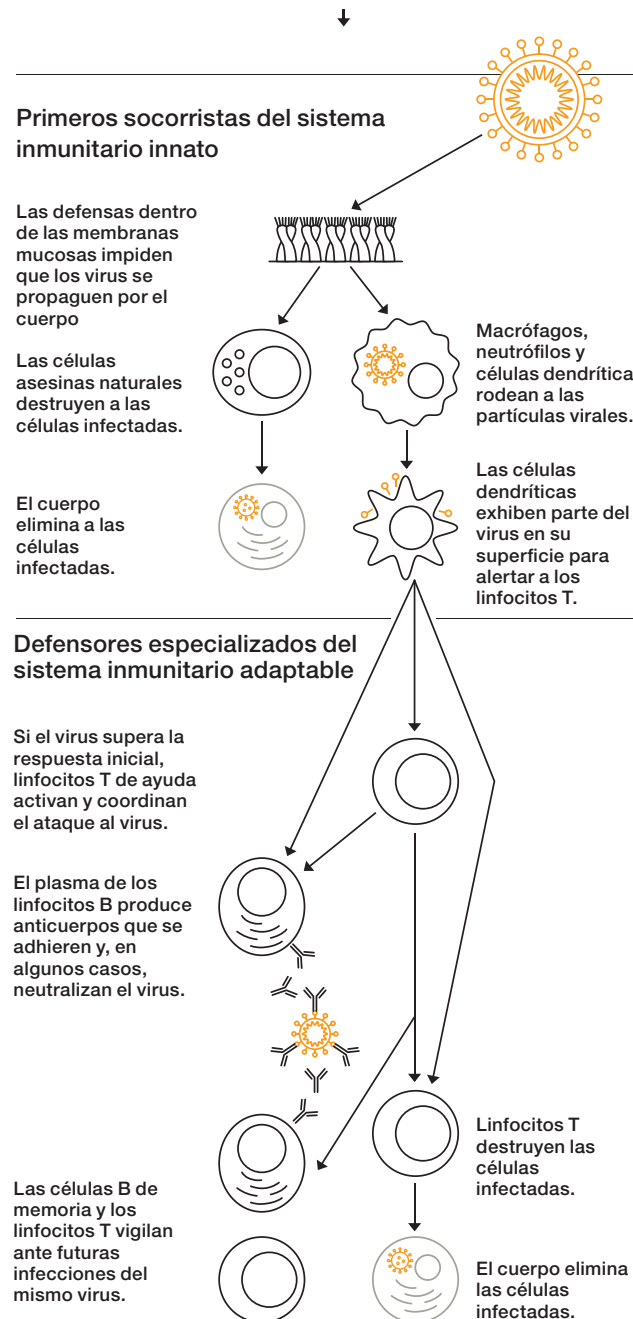 Primeros socorristas del sistema
inmunitario innato
Las defensas dentro
de las membranas
mucosas impiden
que los virus se
propaguen por el
cuerpo
Las células
asesinas naturales
destruyen a las
células infectadas.
Macrófagos,
neutrófilos y
células dendrítica
rodean a las
partículas virales.
El cuerpo
elimina a las
células
infectadas.
Las células
dendríticas
exhiben parte del
virus en su
superficie para
alertar a los
linfocitos T.
Defensores especializados del
sistema inmunitario adaptable
Si el virus supera la
respuesta inicial,
linfocitos T de ayuda
activan y coordinan
el ataque al virus.
El plasma de los
linfocitos B produce
anticuerpos que se
adhieren y, en
algunos casos,
neutralizan el virus.
Linfocitos T
destruyen las
células
infectadas.
Las células B de
memoria y los
linfocitos T vigilan
ante futuras
infecciones del
mismo virus.
El cuerpo elimina
las células
infectadas.